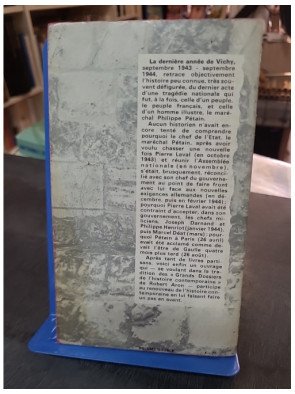 La dernière année de Vichy,
septembre 1943 - septembre
1944, retrace objectivement
l'histoire peu connue, très sou-
vent défigurée, du dernier acte
d'une tragédie nationale qui
fut, à la fois, celle d'un peuple,
le peuple français, et celle
d'un homme illustre, le maré-
chal Philippe Pétain.
Aucun historien n'avait en-
core tenté de comprendre
pourquoi le chef de l'Etat, le
maréchal Pétain, après avoir
voulu chasser une nouvelle
fois Pierre Laval (en octobre
1943) et réunir l'Assemblée
nationale (en novembre)
s'était, brusquement, réconci-
lié avec son chef du gouverne-
ment au point de faire front
avec lui face aux nouvelles
exigences allemandes (en dé-
cembre, puis en février 1944) ;
pourquoi Pierre Laval avait été
contraint d'accepter, dans son
gouvernement, les chefs mi-
liciens, Joseph Darnand et
Philippe Henriot (janvier 1944),
puis Marcel Déat (mars) ; pour-
quoi Pétain à Paris (26 avril)
avait été acclamé comme de-
vait l'être de Gaulle quatre
mois plus tard (26 août).
Après tant de livres parti-
sans, voici enfin un ouvrage
qui — se voulant dans la tra-
dition des « Grands Dossiers
de l'histoire contemporaine »
de Robert Aron — participe
au renouveau de l'histoire con-
temporaine en lui faisant faire
un pas en avant.